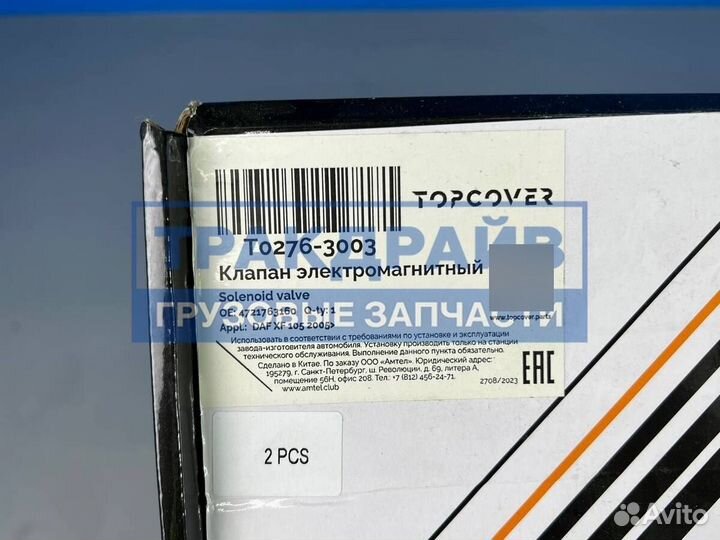 TOPCOVER
T0276-3003
ТРАКДРАЙВ
Клапан электромагнитный
Solenoid valve
OE: 4721763160 Q-ty: 1
www.topcover.parts
ГРУЗОВЫЕ ЗАПЧАСТИ
Appl.: DAF XF 105 2005>
Использовать в соответствии с требованиями по установке и эксплуатации
завода-изготовителя автомобиля. Установку производить только на станции
технического обслуживания. Выполнение данного пункта обязательно.
Сделано в Китае. По заказу ООО «Амтел». Юридический адрес:
195279, г. Санкт-Петербург, ш. Революции, д. 69, литера А,
помещение 56Н, офис 208. Тел.: +7 (812) 456-24-71.
www.amtel.club
2708/2023
EAC
2 PCS
Avito